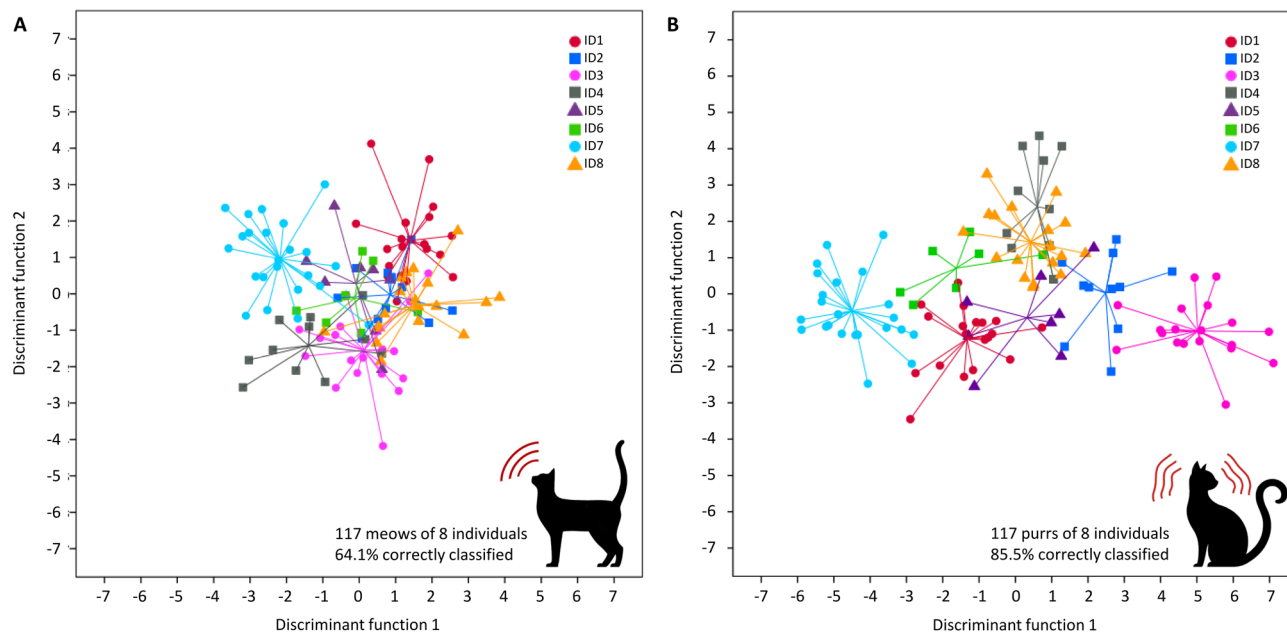 A
7
6
5
4
3
2
1
0
-1
-2
-3
-4
-5
-6
-7
Discriminant function 2
ID1
ID2
ID3
ID4
ID5
ID6
ID7
ID8
117 meows of 8 individuals
64.1% correctly classified
-7 -6 -5 -4 -3 -2 -1 0 1 2 3 4 5 6 7
Discriminant function 1
B
7
6
5
4
3
2
1
0
-1
-2
-3
-4
-5
-6
-7
Discriminant function 2
ID1
ID2
ID3
ID4
ID5
ID6
ID7
ID8
117 purrs of 8 individuals
85.5% correctly classified
-7 -6 -5 -4 -3 -2 -1 0 1 2 3 4 5 6 7
Discriminant function 1